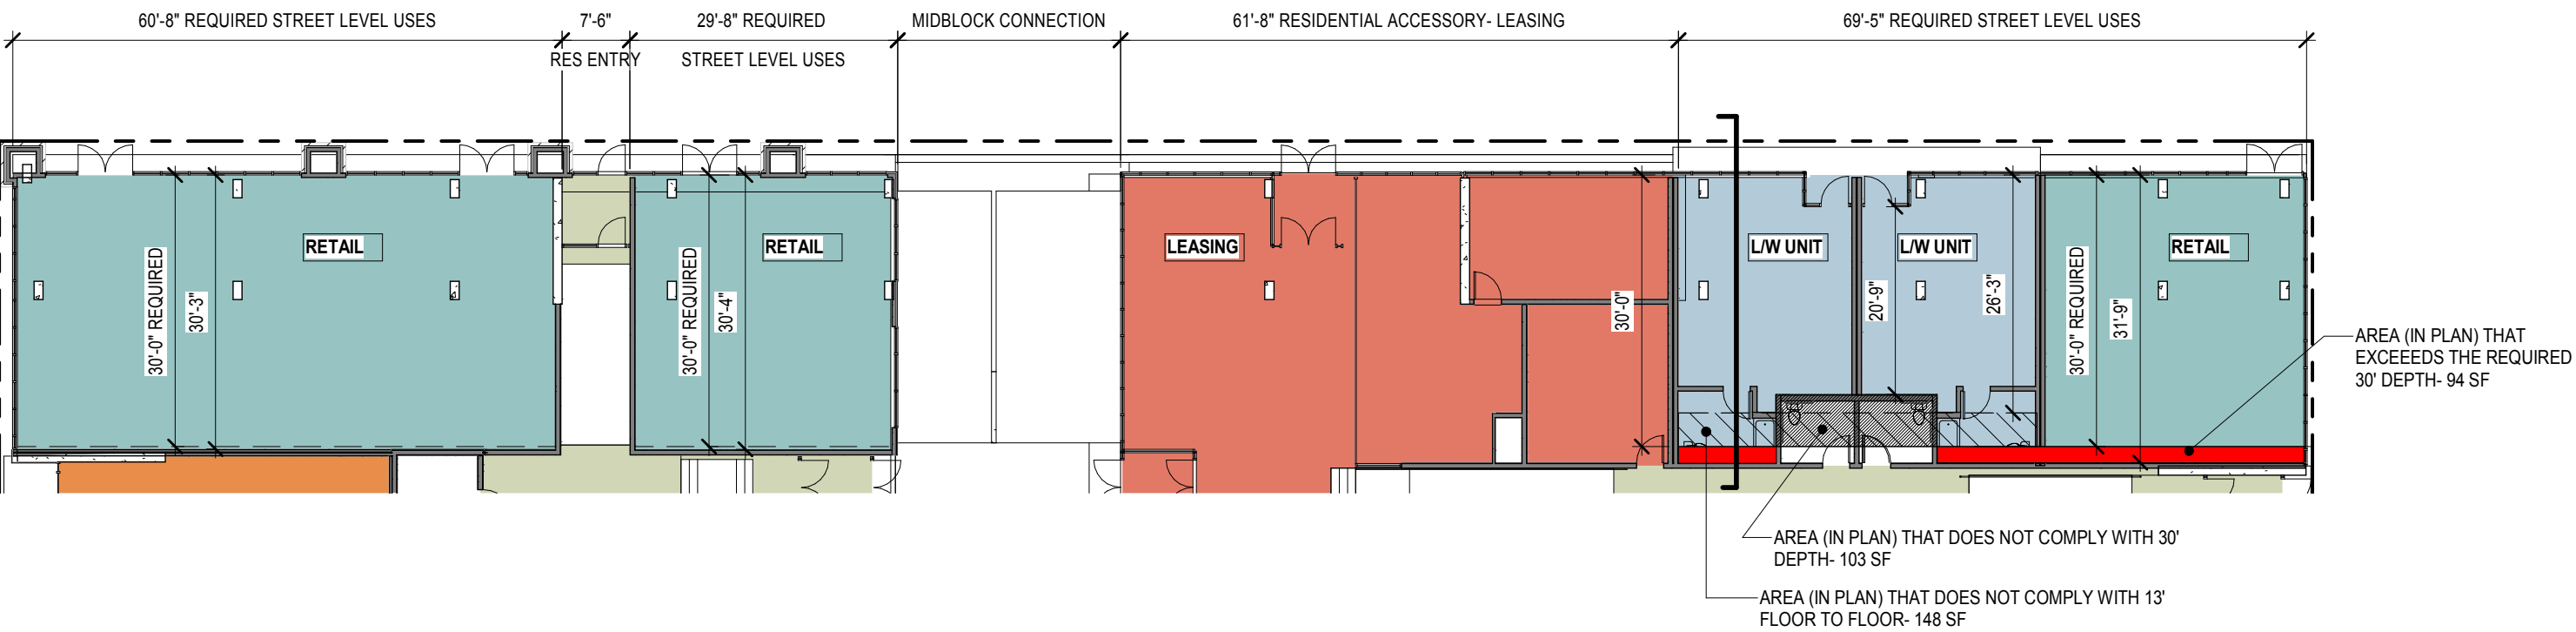 60'-8" REQUIRED STREET LEVEL USES
7'-6"
RES ENTRY
29'-8" REQUIRED
STREET LEVEL USES
MIDBLOCK CONNECTION
61'-8" RESIDENTIAL ACCESSORY- LEASING
69'-5" REQUIRED STREET LEVEL USES
RETAIL
30'-0" REQUIRED
30'-3"
RETAIL
30'-0" REQUIRED
30'-4"
LEASING
30'-0"
L/W UNIT
L/W UNIT
20'-9"
26'-3"
RETAIL
30'-0" REQUIRED
31'-9"
AREA (IN PLAN) THAT
EXCEEEDS THE REQUIRED
30' DEPTH- 94 SF
AREA (IN PLAN) THAT DOES NOT COMPLY WITH 30'
DEPTH- 103 SF
AREA (IN PLAN) THAT DOES NOT COMPLY WITH 13'
FLOOR TO FLOOR- 148 SF